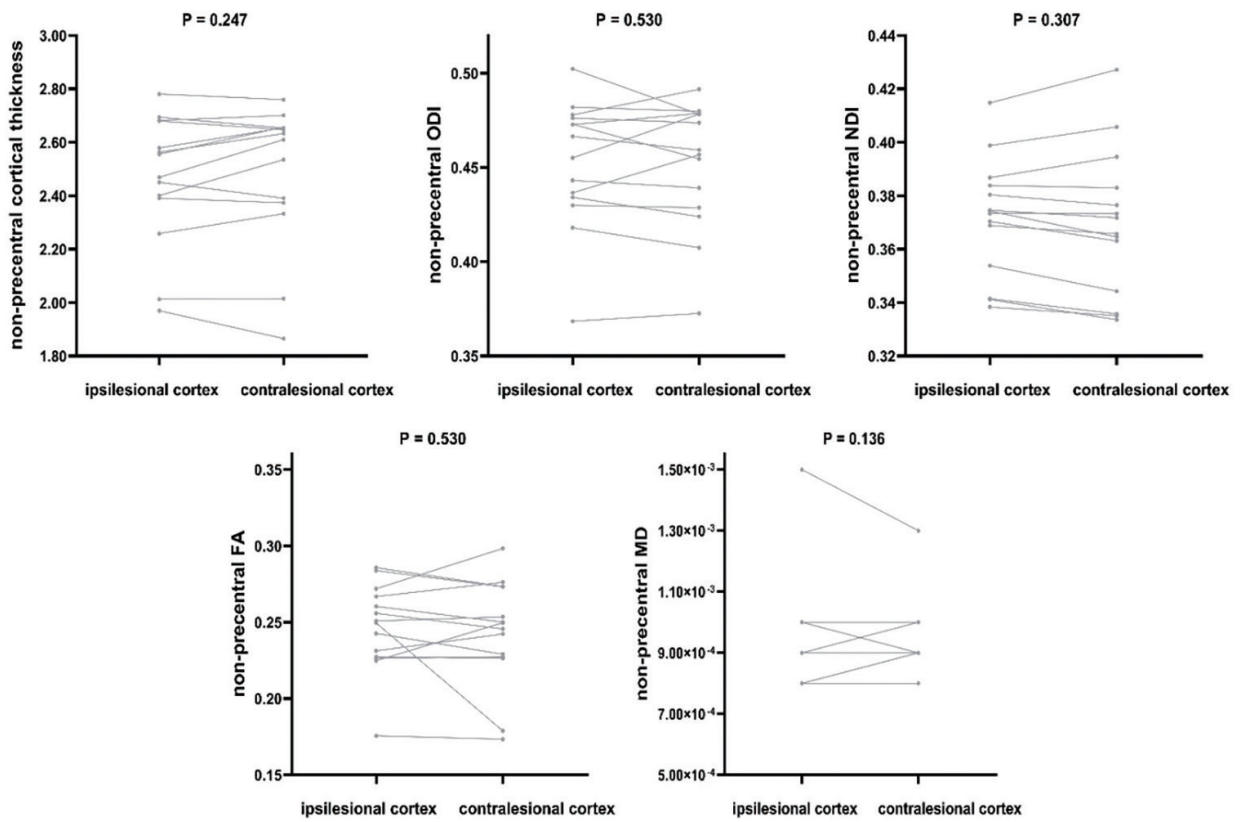 P = 0.247
non-precentral cortical thickness
3.00
2.80
2.60
2.40
2.20
2.00
1.80
ipsilesional cortex contralesional cortex
P = 0.530
non-precentral ODI
0.50
0.45
0.40
0.35
ipsilesional cortex contralesional cortex
P = 0.307
non-precentral NDI
0.44
0.42
0.40
0.38
0.36
0.34
0.32
ipsilesional cortex contralesional cortex
P = 0.530
non-precentral FA
0.35
0.30
0.25
0.20
0.15
ipsilesional cortex contralesional cortex
P = 0.136
non-precentral MD
1.50×10⁻³
1.30×10⁻³
1.10×10⁻³
9.00×10⁻⁴
7.00×10⁻⁴
5.00×10⁻⁴
ipsilesional cortex contralesional cortex